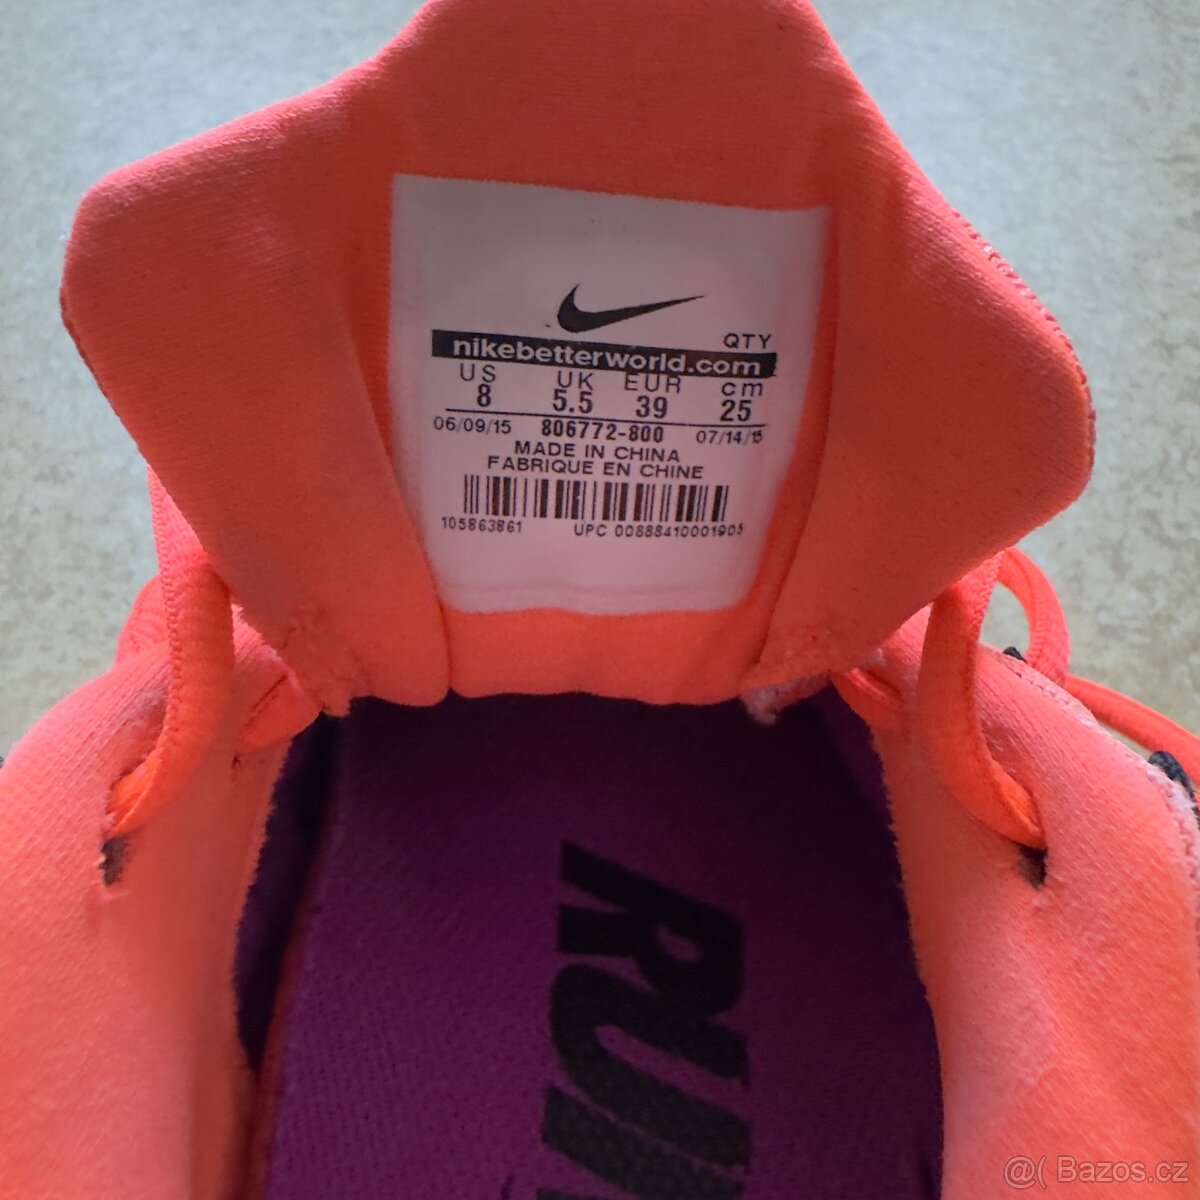 QTY
nikebetterworld.com
US UK EUR cm
8 5.5 39 25
06/09/15 806772-800 07/14/15
MADE IN CHINA
FABRIQUE EN CHINE
105863861 UPC 00888410001905
RUN
@( Bazos.cz